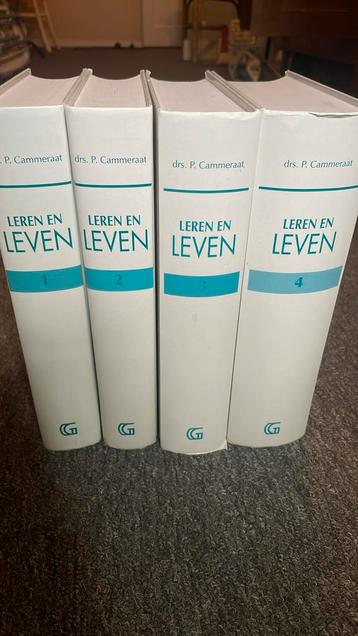 . P. Cammeraat
LEREN EN
LEVEN
1
LEREN EN
LEVEN
2
drs. P. Cammeraat
LEREN EN
LEVEN
3
drs. P. Cammeraat
LEREN EN
LEVEN
4